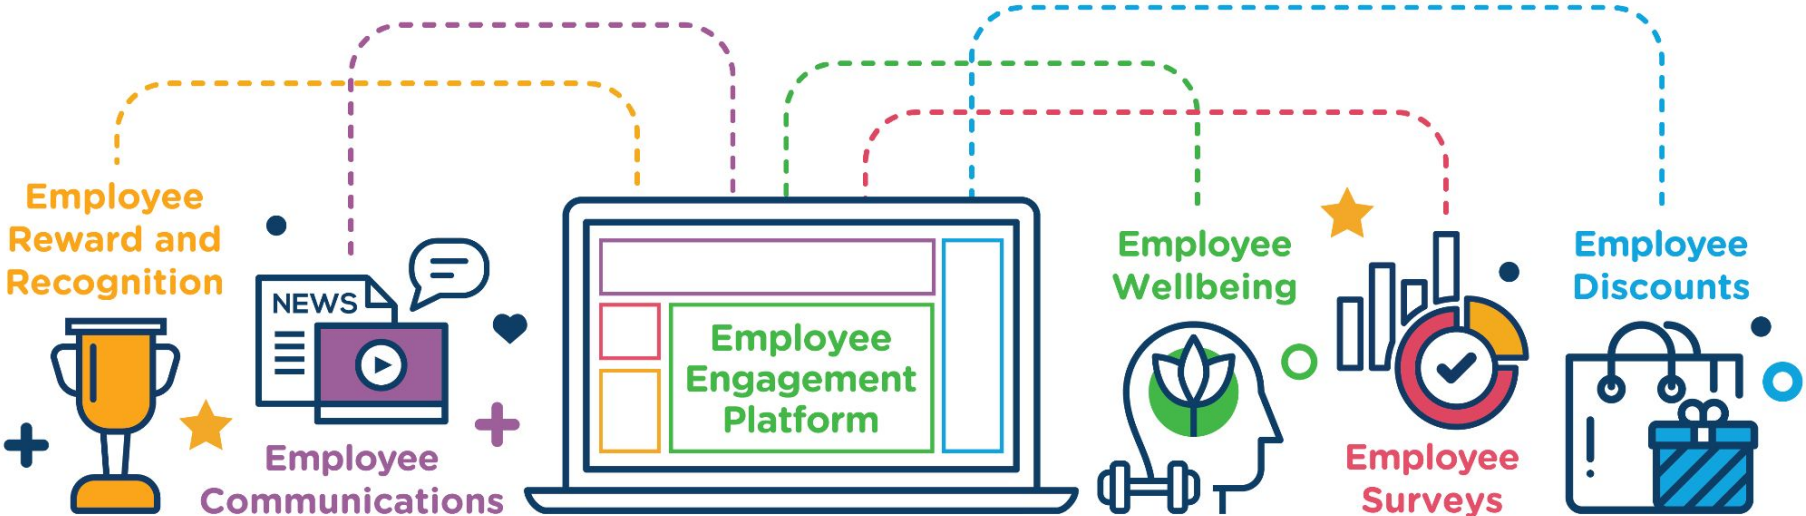 Employee
Reward and
Recognition
NEWS
Employee
Communications
Employee
Engagement
Platform
Employee
Wellbeing
Employee
Surveys
Employee
Discounts